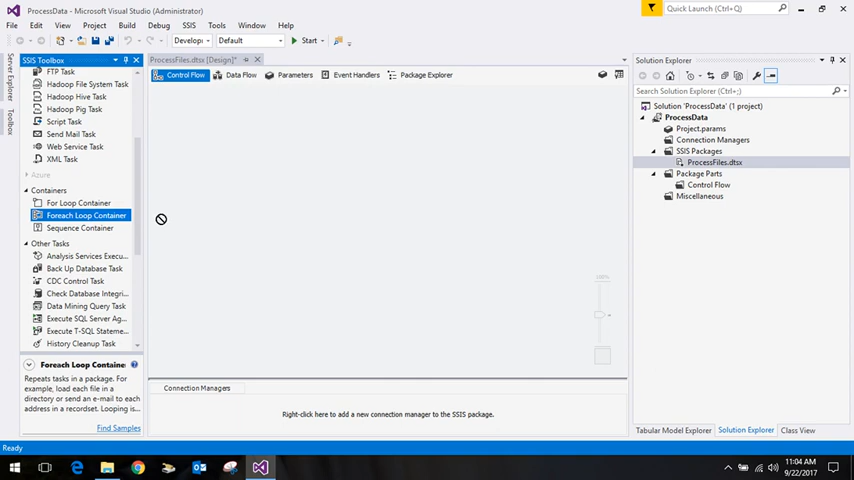 ProcessData - Microsoft Visual Studio (Administrator)
Quick Launch (Ctrl+Q)
File Edit View Project Build Debug SSIS Tools Window Help
Develop Default Start
SSIS Toolbox
ProcessFiles.dtsx [Design]*
Solution Explorer
Server Explorer
Toolbox
FTP Task
Hadoop File System Task
Hadoop Hive Task
Hadoop Pig Task
Script Task
Send Mail Task
Web Service Task
XML Task
Azure
Containers
For Loop Container
Foreach Loop Container
Sequence Container
Other Tasks
Analysis Services Execu...
Back Up Database Task
CDC Control Task
Check Database Integri...
Data Mining Query Task
Execute SQL Server Ag...
Execute T-SQL Stateme...
History Cleanup Task
Foreach Loop Containe
Repeats tasks in a package. For
example, load each file in a
directory or send an e-mail to each
address in a recordset. Looping is...
Find Samples
Control Flow Data Flow Parameters Event Handlers Package Explorer
100%
Connection Managers
Right-click here to add a new connection manager to the SSIS package.
Search Solution Explorer (Ctrl+;)
Solution 'ProcessData' (1 project)
ProcessData
Project.params
Connection Managers
SSIS Packages
ProcessFiles.dtsx
Package Parts
Control Flow
Miscellaneous
Tabular Model Explorer Solution Explorer Class View
Ready
11:04 AM
9/22/2017